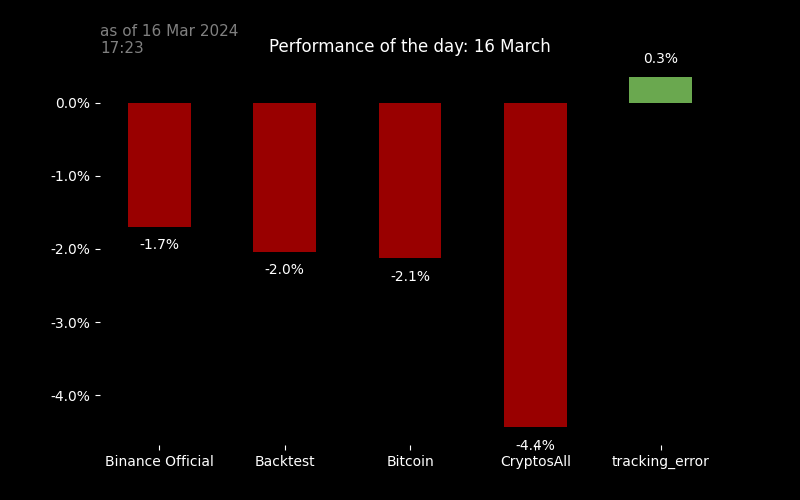 as of 16 Mar 2024
17:23
Performance of the day: 16 March
0.3%
0.0%
-1.0%
-2.0%
-3.0%
-4.0%
-1.7%
-2.0%
-2.1%
-4.4%
Binance Official
Backtest
Bitcoin
CryptosAll
tracking_error